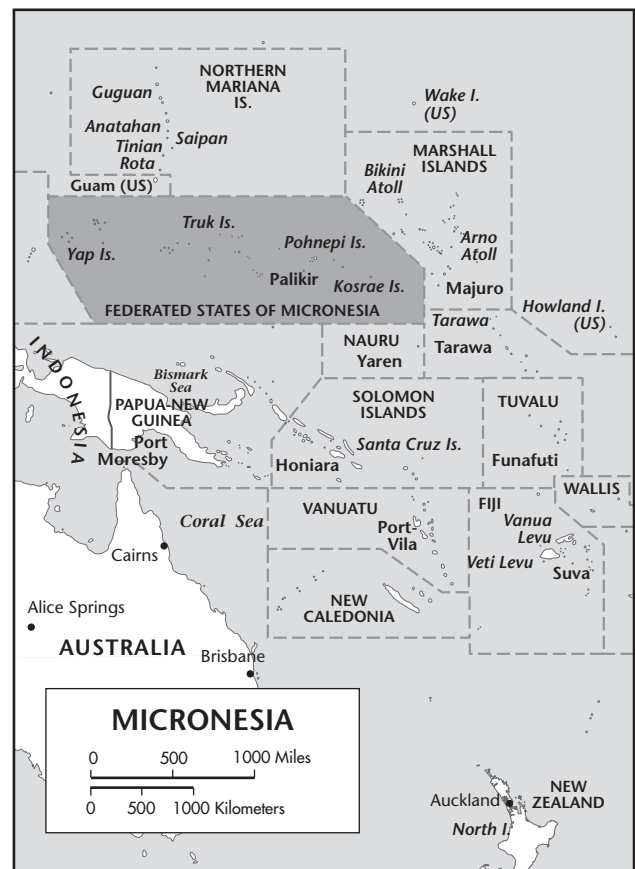 NORTHERN
MARIANA
IS.
Guguan
Wake I.
(US)
Anatahan
Saipan
Tinian
Rota
Guam (US)
MARSHALL
ISLANDS
Bikini
Atoll
Truk Is.
Yap Is.
Pohnepi Is.
Arno
Atoll
Palikir
Kosrae Is.
Majuro
FEDERATED STATES OF MICRONESIA
Howland I.
(US)
Tarawa
Tarawa
NAURU
Yaren
INDONESIA
Bismark
Sea
PAPUA-NEW
GUINEA
Port
Moresby
SOLOMON
ISLANDS
Santa Cruz Is.
Honiara
TUVALU
Funafuti
WALLIS
Coral Sea
VANUATU
Port-
Vila
FIJI
Vanua
Levu
Veti Levu
Suva
Cairns
NEW
CALEDONIA
Alice Springs
AUSTRALIA
Brisbane
MICRONESIA
0 500 1000 Miles
0 500 1000 Kilometers
Auckland
NEW
ZEALAND
North I.